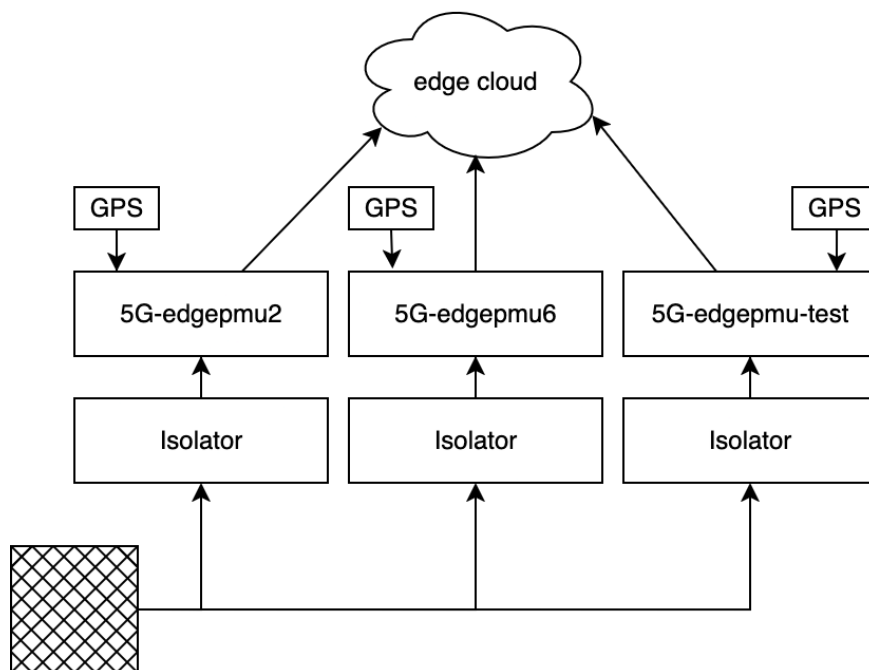 edge cloud
GPS
GPS
GPS
5G-edgepmu2
5G-edgepmu6
5G-edgepmu-test
Isolator
Isolator
Isolator